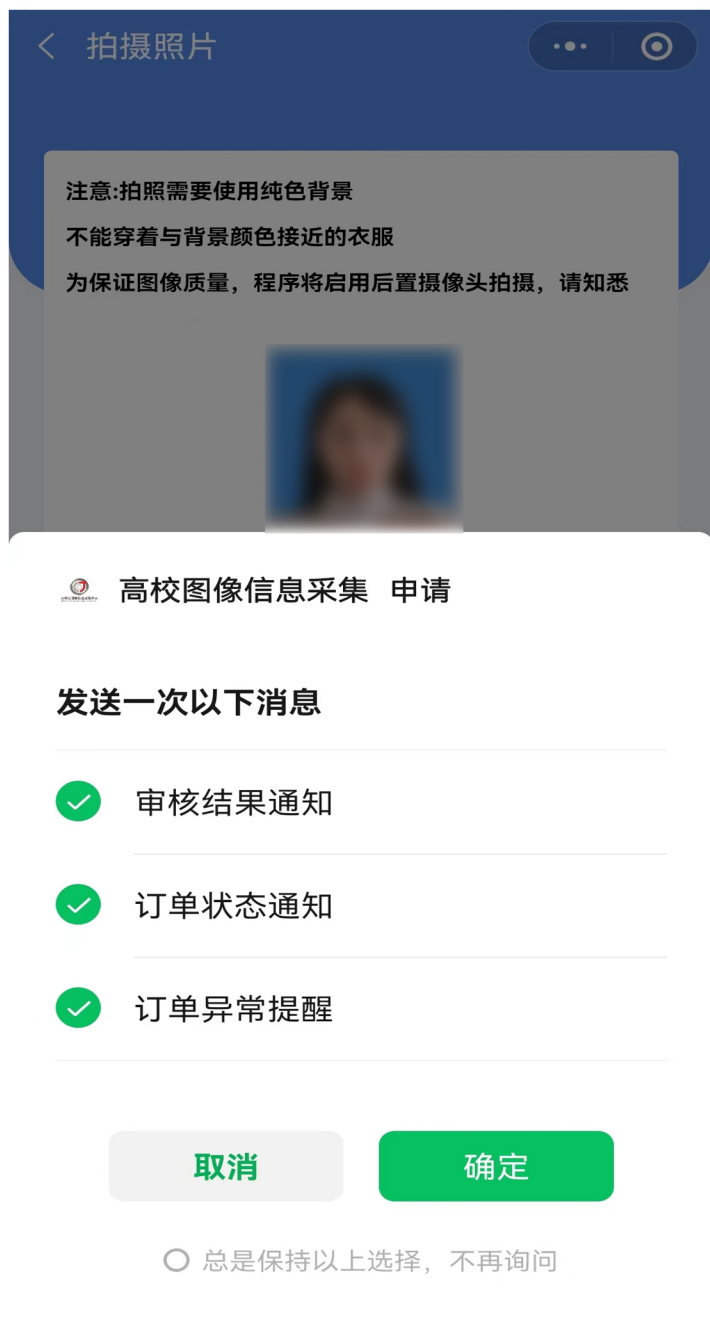 拍摄照片
注意:拍照需要使用纯色背景
不能穿着与背景颜色接近的衣服
为保证图像质量，程序将启用后置摄像头拍摄，请知悉
高校图像信息采集 申请
发送一次以下消息
审核结果通知
订单状态通知
订单异常提醒
取消
确定
总是保持以上选择，不再询问